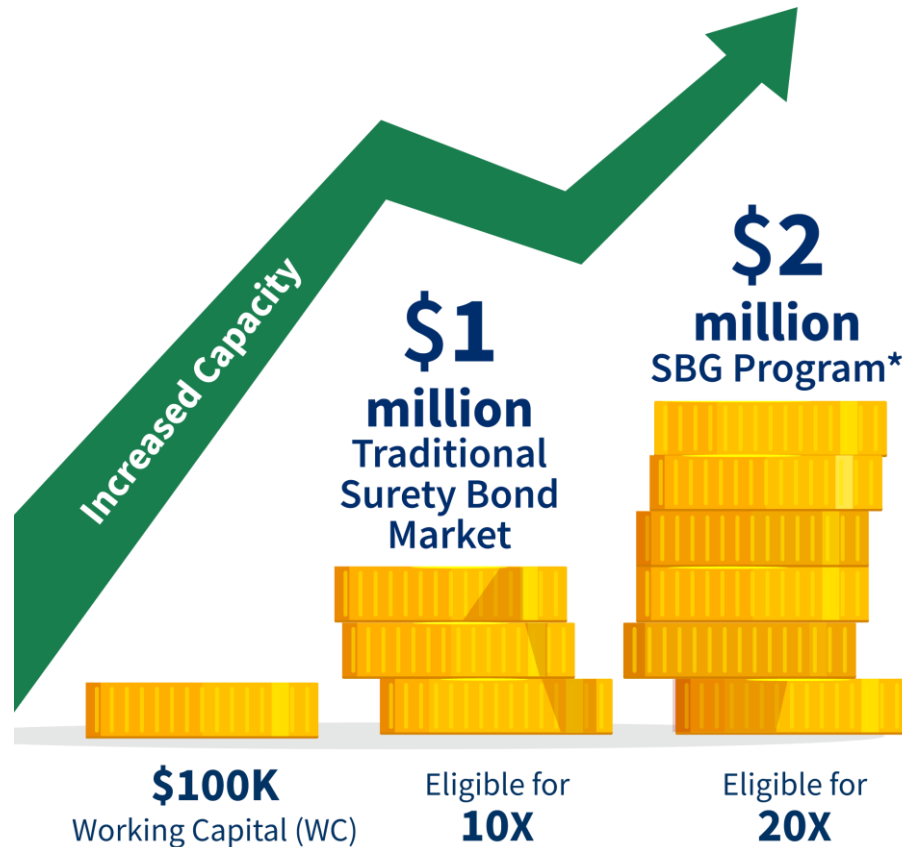 Increased Capacity
$1
million
Traditional
Surety Bond
Market
$2
million
SBG Program*
$100K
Working Capital (WC)
Eligible for
10X
Eligible for
20X